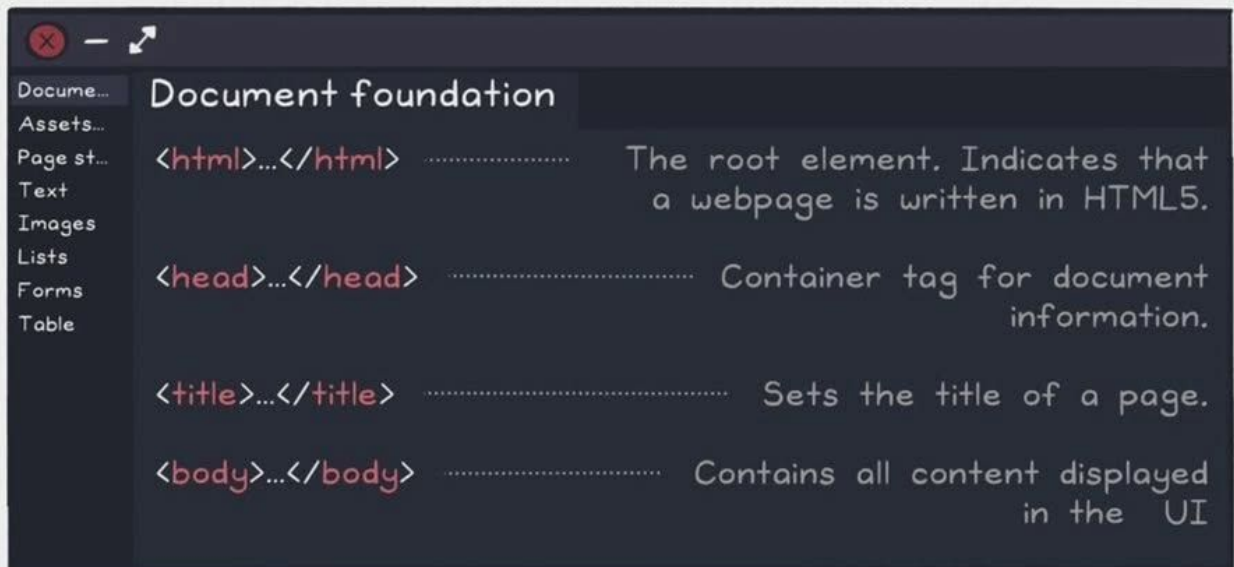 Docume...
Assets...
Page st...
Text
Images
Lists
Forms
Table
Document foundation
<html>...</html> .................... The root element. Indicates that
a webpage is written in HTML5.
<head>...</head> .................... Container tag for document
information.
<title>...</title> .................... Sets the title of a page.
<body>...</body> .................... Contains all content displayed
in the UI